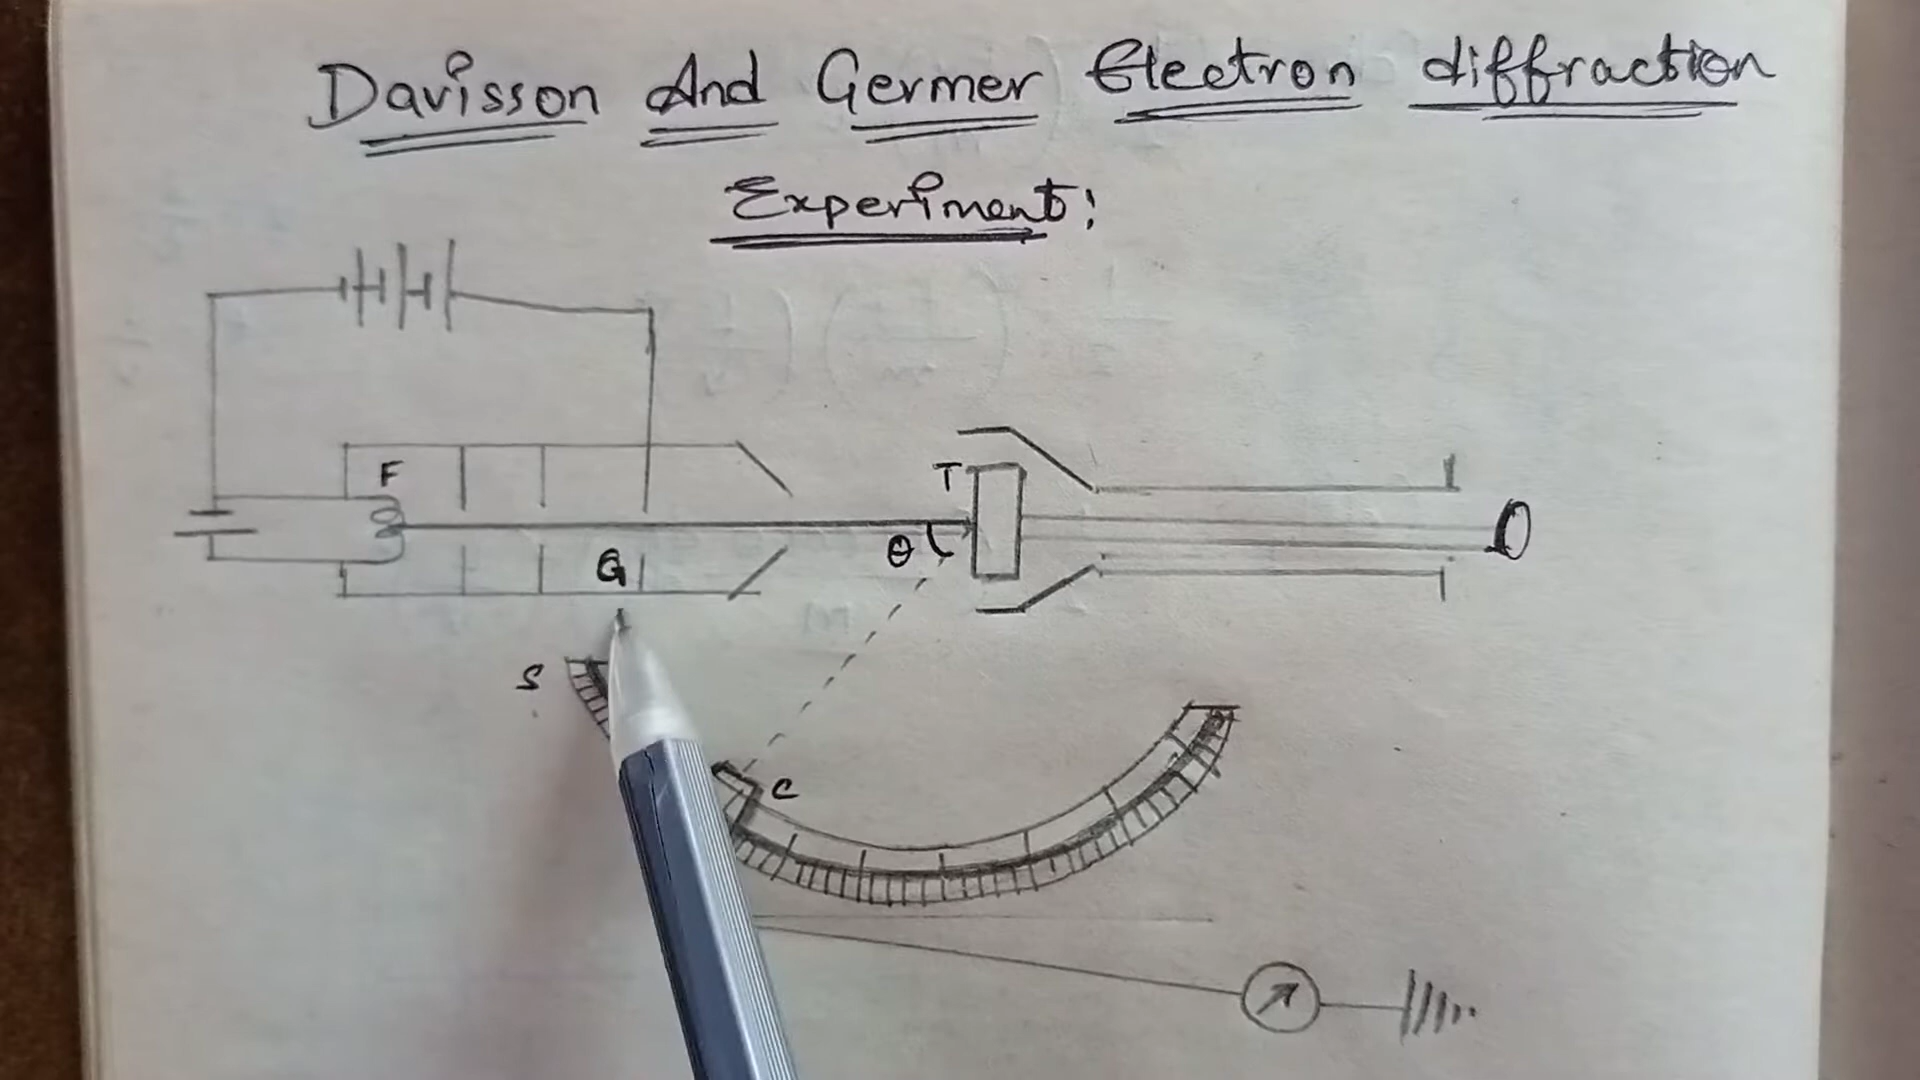 Davisson And Germer Electron diffraction
Experiment:
F
T
θ
G
S
C